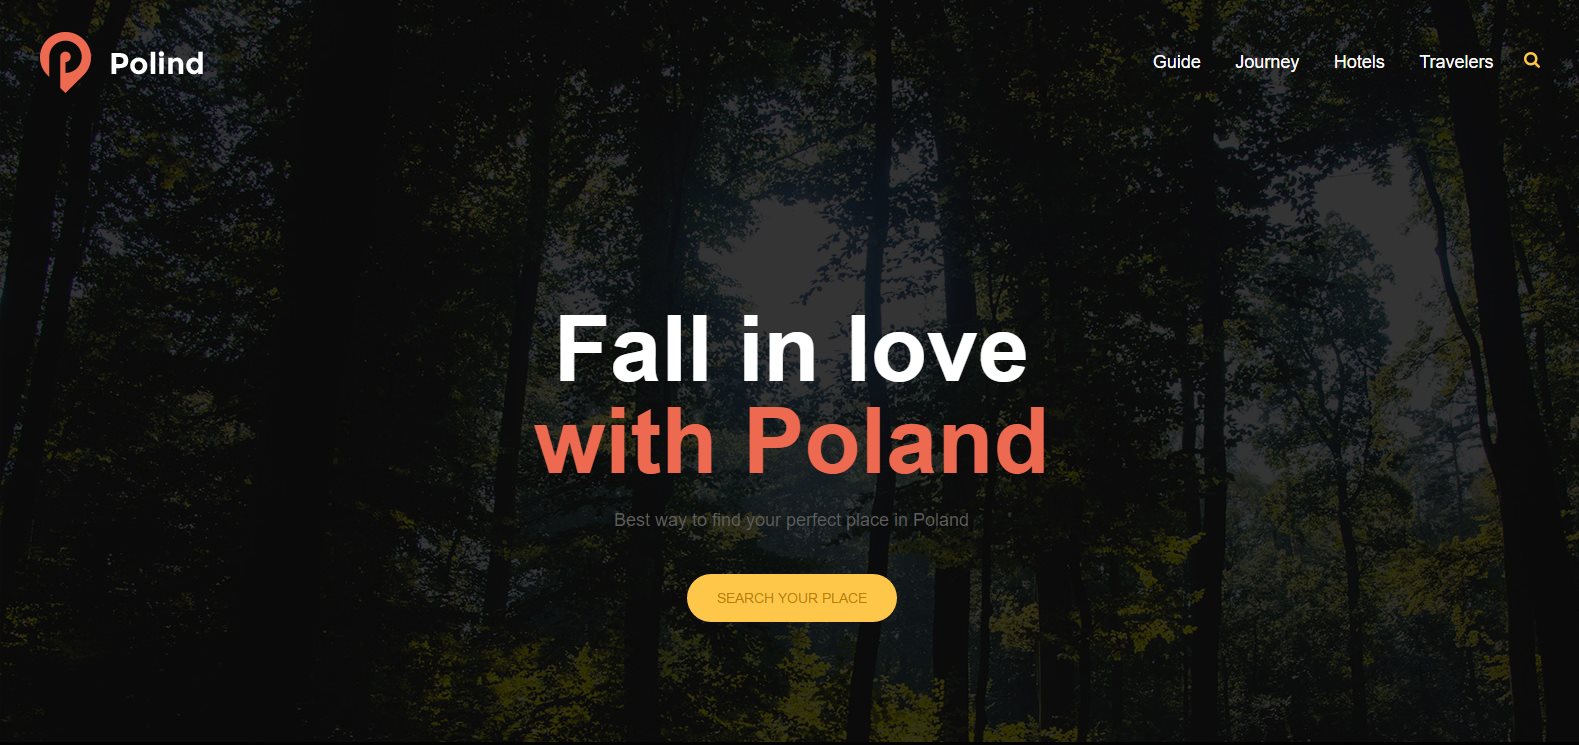 Polind
Guide Journey Hotels Travelers
Fall in love
with Poland
Best way to find your perfect place in Poland
SEARCH YOUR PLACE